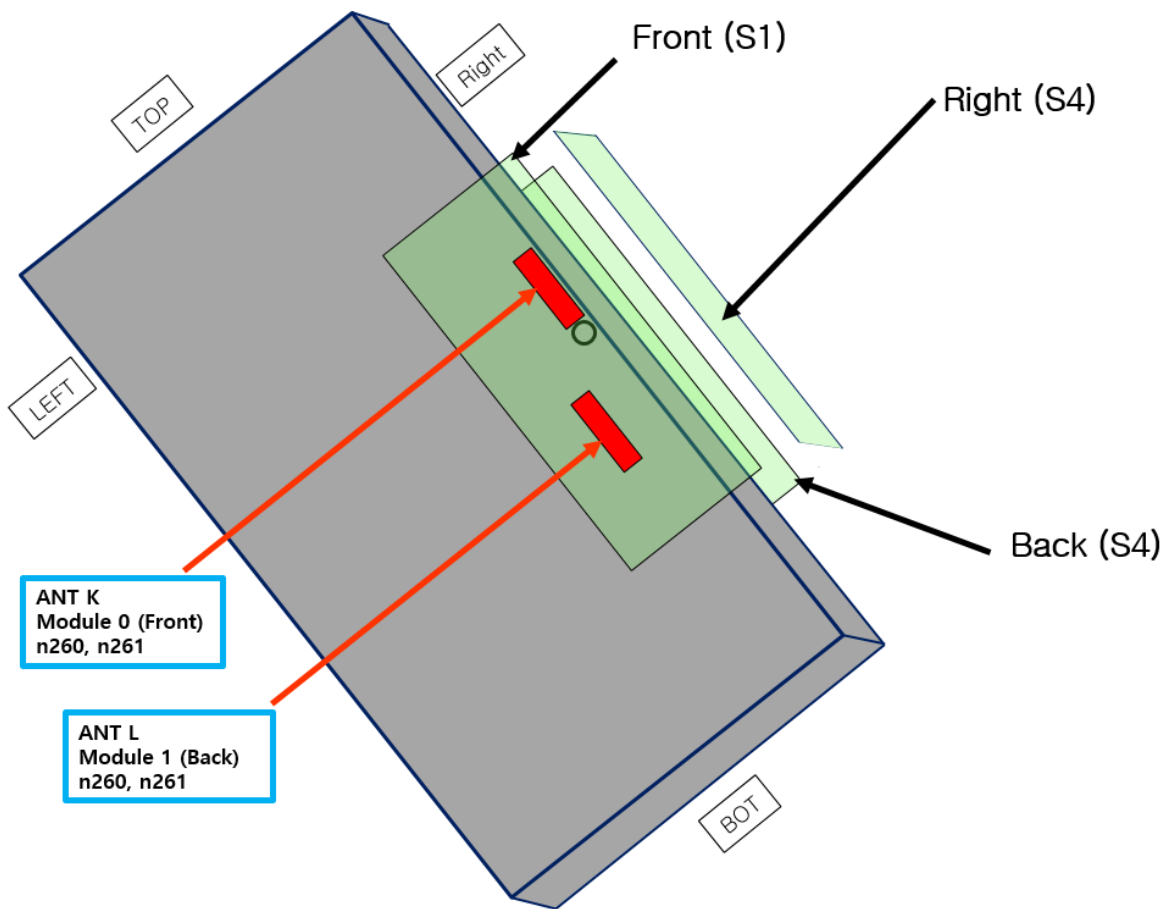 Front (S1)
Right
Right (S4)
TOP
LEFT
Back (S4)
ANT K
Module 0 (Front)
n260, n261
ANT L
Module 1 (Back)
n260, n261
BOT